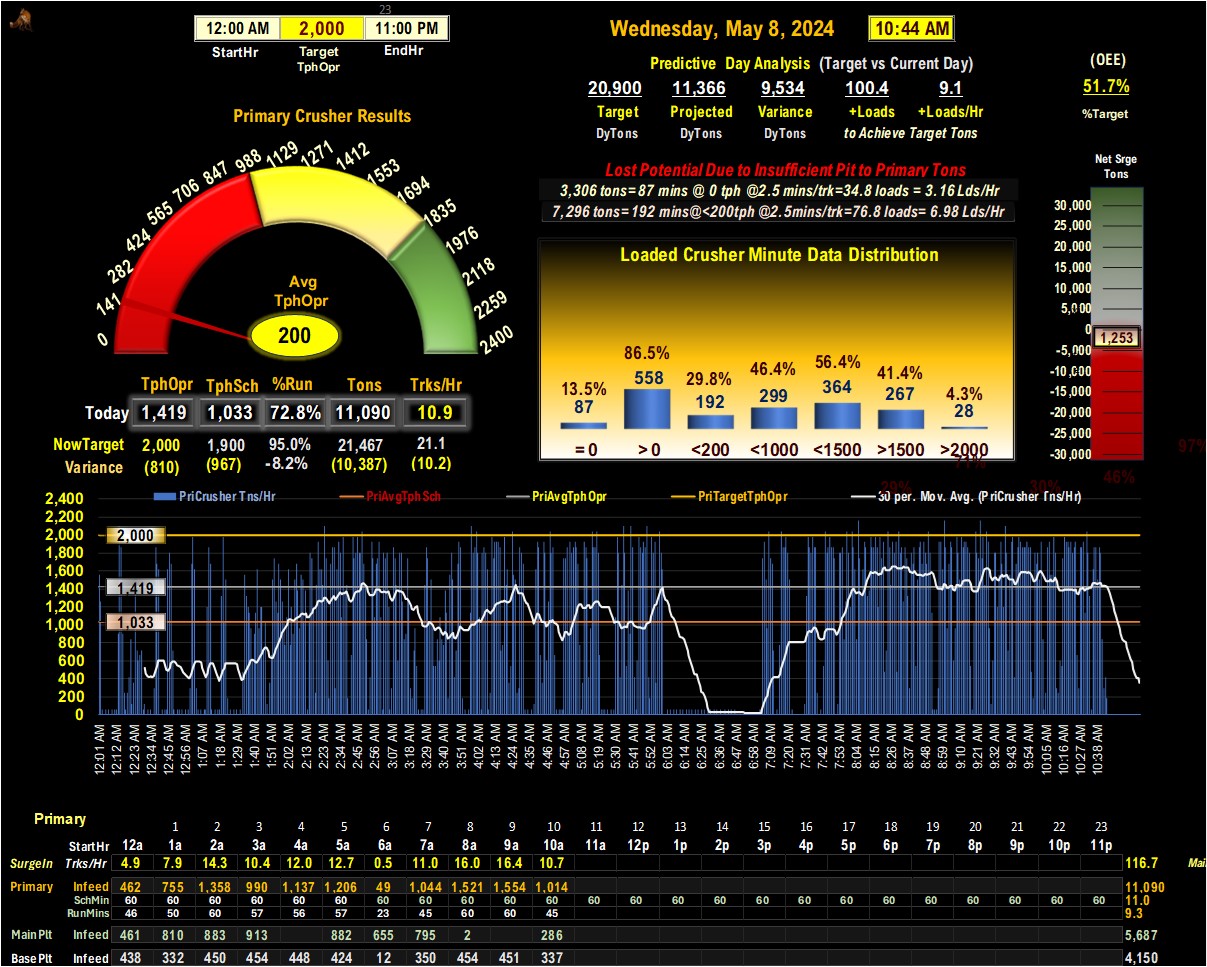 23
12:00 AM 2,000 11:00 PM
StartHr Target EndHr
TphOpr
Wednesday, May 8, 2024 10:44 AM
Predictive Day Analysis (Target vs Current Day)
20,900 11,366 9,534 100.4 9.1
Target Projected Variance +Loads +Loads/Hr
DyTons DyTons DyTons to Achieve Target Tons
(OEE)
51.7%
%Target
Primary Crusher Results
0 141 282 424 565 706 847 988 1129 1271 1412 1553 1694 1835 1976 2118 2259 2400
Avg
TphOpr
200
Lost Potential Due to Insufficient Pit to Primary Tons
3,306 tons= 87 mins @ 0 tph @2.5 mins/trk=34.8 loads = 3.16 Lds/Hr
7,296 tons= 192 mins@<200tph @2.5mins/trk=76.8 loads= 6.98 Lds/Hr
Loaded Crusher Minute Data Distribution
13.5% 86.5% 29.8% 46.4% 56.4% 41.4% 4.3%
87 558 192 299 364 267 28
= 0 > 0 <200 <1000 <1500 >1500 >2000
71%
Net Srge
Tons
30,000
25,000
20,000
15,000
10,000
5,000
0
1,253
-5,000
-10,000
-15,000
-20,000
-25,000
-30,000
97%
29% 30% 46%
TphOpr TphSch %Run Tons Trks/Hr
Today 1,419 1,033 72.8% 11,090 10.9
NowTarget 2,000 1,900 95.0% 21,467 21.1
Variance (810) (967) -8.2% (10,387) (10.2)
PriCrusher Tns/Hr PriAvgTphSch PriAvgTphOpr PriTargetTphOpr 30 per. Mov. Avg. (PriCrusher Tns/Hr)
2,400
2,200
2,000
1,800
1,600
1,400
1,200
1,000
800
600
400
200
0
2,000
1,419
1,033
12:01 AM 12:12 AM 12:23 AM 12:34 AM 12:45 AM 12:56 AM 1:07 AM 1:18 AM 1:29 AM 1:40 AM 1:51 AM 2:02 AM 2:13 AM 2:23 AM 2:34 AM 2:45 AM 2:56 AM 3:07 AM 3:18 AM 3:29 AM 3:40 AM 3:51 AM 4:02 AM 4:13 AM 4:24 AM 4:35 AM 4:46 AM 4:57 AM 5:08 AM 5:19 AM 5:30 AM 5:41 AM 5:52 AM 6:03 AM 6:14 AM 6:25 AM 6:36 AM 6:47 AM 6:58 AM 7:09 AM 7:20 AM 7:31 AM 7:42 AM 7:53 AM 8:04 AM 8:15 AM 8:26 AM 8:37 AM 8:48 AM 8:59 AM 9:10 AM 9:21 AM 9:32 AM 9:43 AM 9:54 AM 10:05 AM 10:16 AM 10:27 AM 10:38 AM
Primary
1 2 3 4 5 6 7 8 9 10 11 12 13 14 15 16 17 18 19 20 21 22 23
StartHr 12a 1a 2a 3a 4a 5a 6a 7a 8a 9a 10a 11a 12p 1p 2p 3p 4p 5p 6p 7p 8p 9p 10p 11p
SurgeIn Trks/Hr 4.9 7.9 14.3 10.4 12.0 12.7 0.5 11.0 16.0 16.4 10.7 116.7
Primary Infeed 462 755 1,358 990 1,137 1,206 49 1,044 1,521 1,554 1,014 11,090
SchMin 60 60 60 60 60 60 60 60 60 60 60 60 60 60 60 60 60 60 60 60 60 60 60 60 11.0
RunMins 46 50 60 57 56 57 23 45 60 60 45 9.3
MainPlt Infeed 461 810 883 913 882 655 795 2 286 5,687
BasePlt Infeed 438 332 450 454 448 424 12 350 454 451 337 4,150